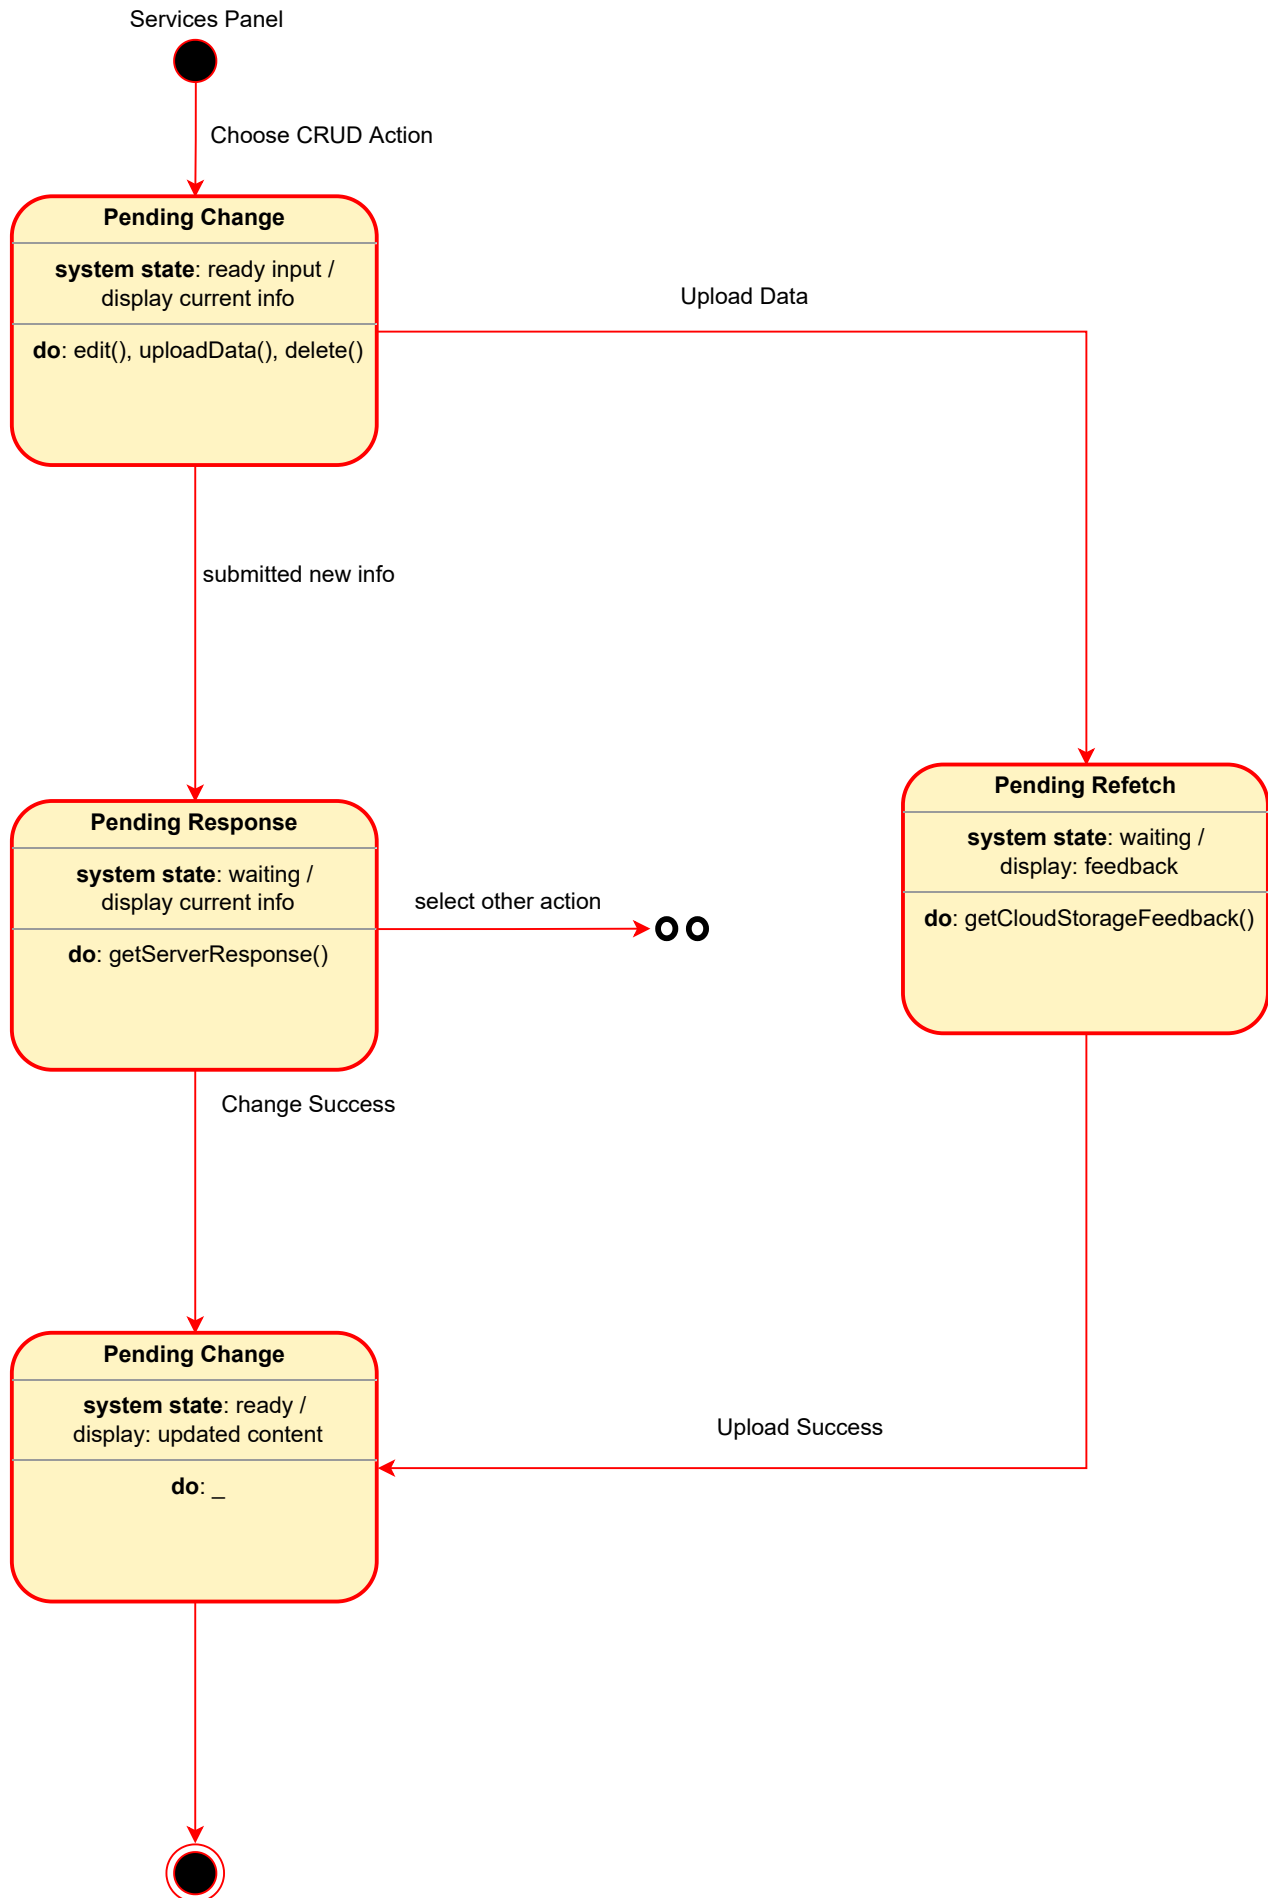 Services Panel
Choose CRUD Action
Pending Change
system state: ready input /
display current info
do: edit(), uploadData(), delete()
Upload Data
submitted new info
Pending Response
system state: waiting /
display current info
do: getServerResponse()
select other action
Pending Refetch
system state: waiting /
display: feedback
do: getCloudStorageFeedback()
Change Success
Pending Change
system state: ready /
display: updated content
do: _
Upload Success